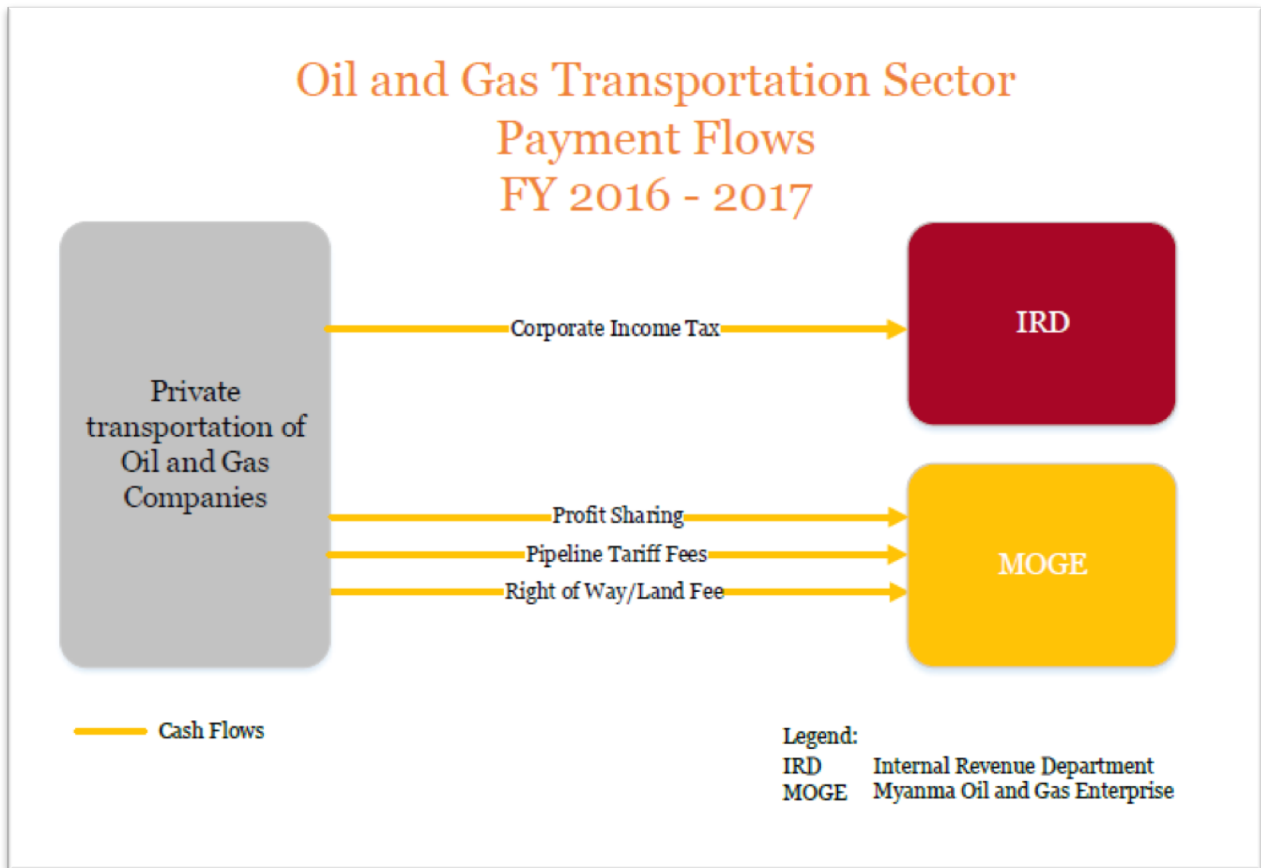 Oil and Gas Transportation Sector
Payment Flows
FY 2016 - 2017
Private
transportation of
Oil and Gas
Companies
Corporate Income Tax
IRD
Profit Sharing
Pipeline Tariff Fees
Right of Way/Land Fee
MOGE
Cash Flows
Legend:
IRD Internal Revenue Department
MOGE Myanma Oil and Gas Enterprise